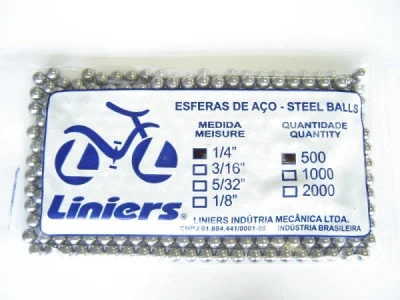 ESFERAS DE AÇO - STEEL BALLS
MEDIDA
MEISURE
1/4"
3/16"
5/32"
1/8"
QUANTIDADE
QUANTITY
500
1000
2000
Liniers®
LINIERS INDÚTRIA MECÂNICA LTDA.
INDÚSTRIA BRASILEIRA